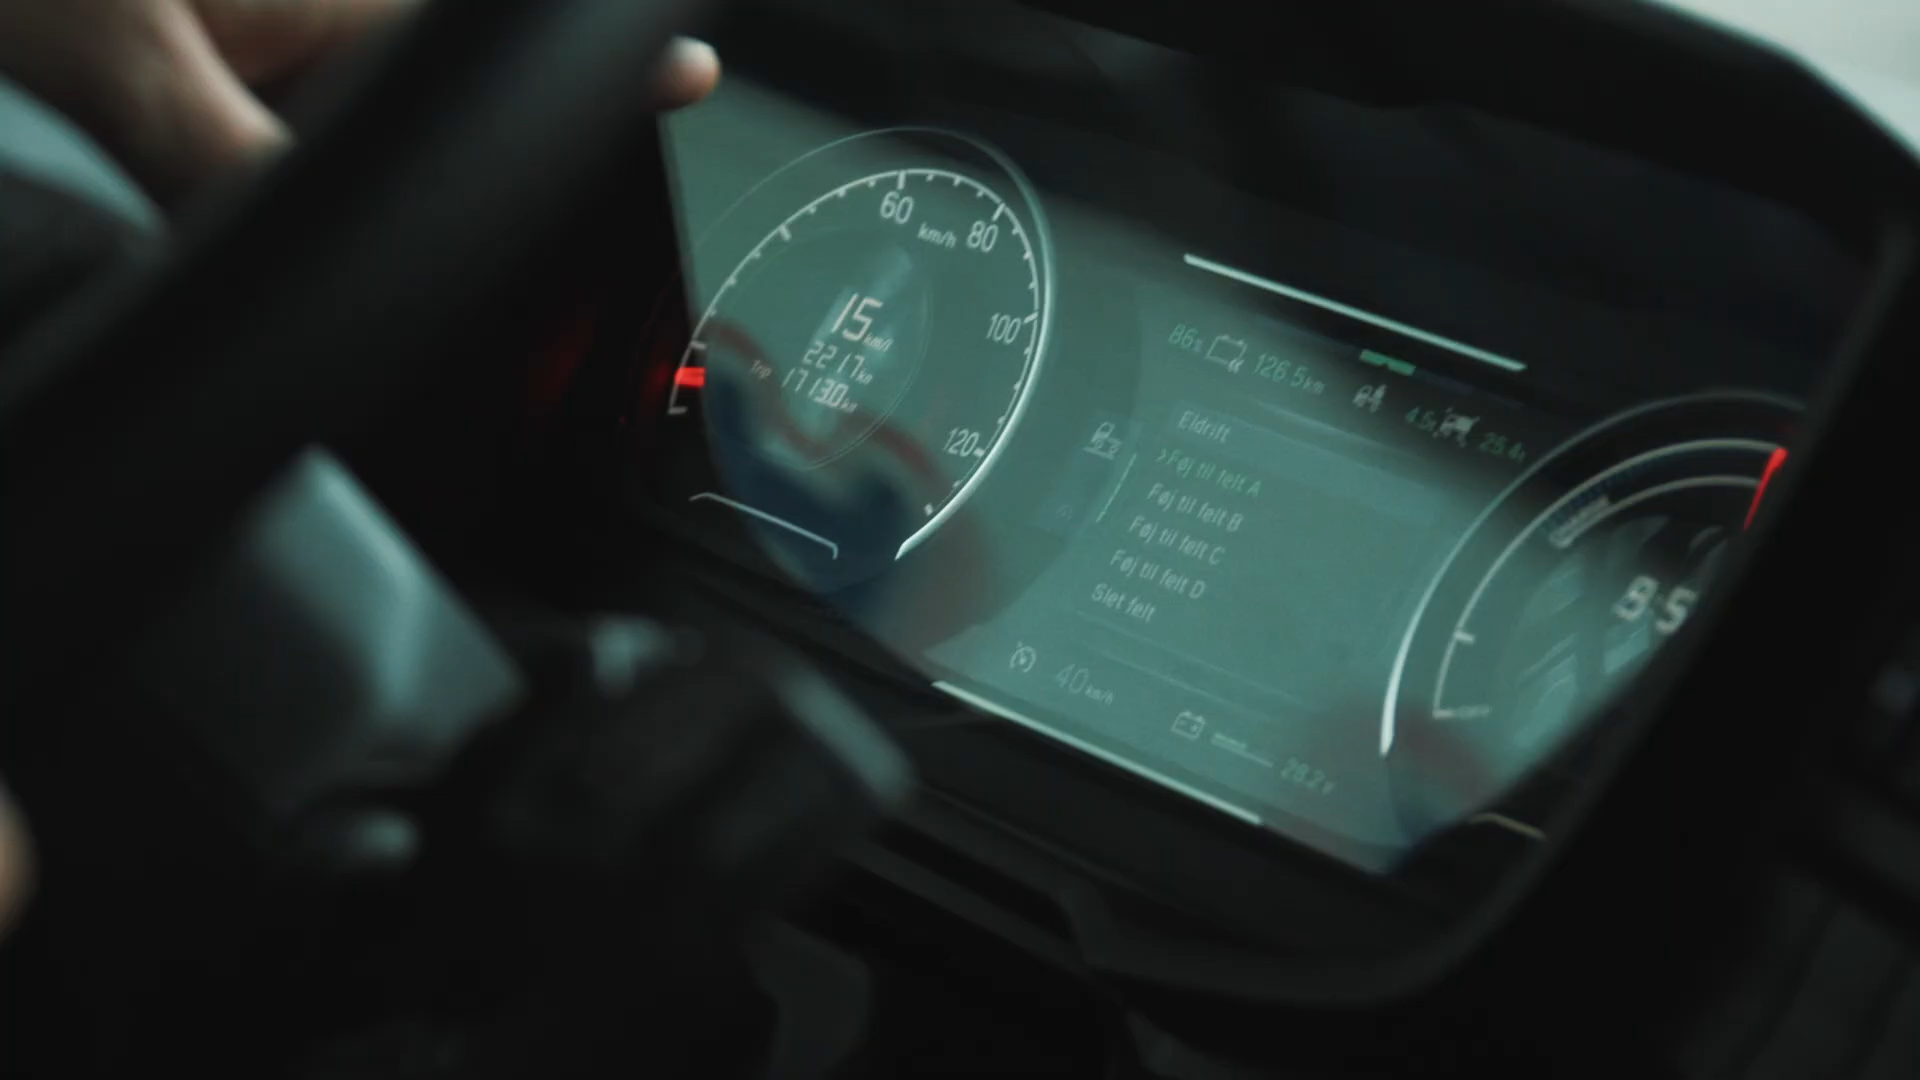 60
km/h
80
15 km/h
100
2217 km
Trip 1713.0 km
120
86% 126.5 km
25.4
Eldrift
›Føj til felt A
Føj til felt B
Føj til felt C
Føj til felt D
Slet felt
40 km/h
28.2 V